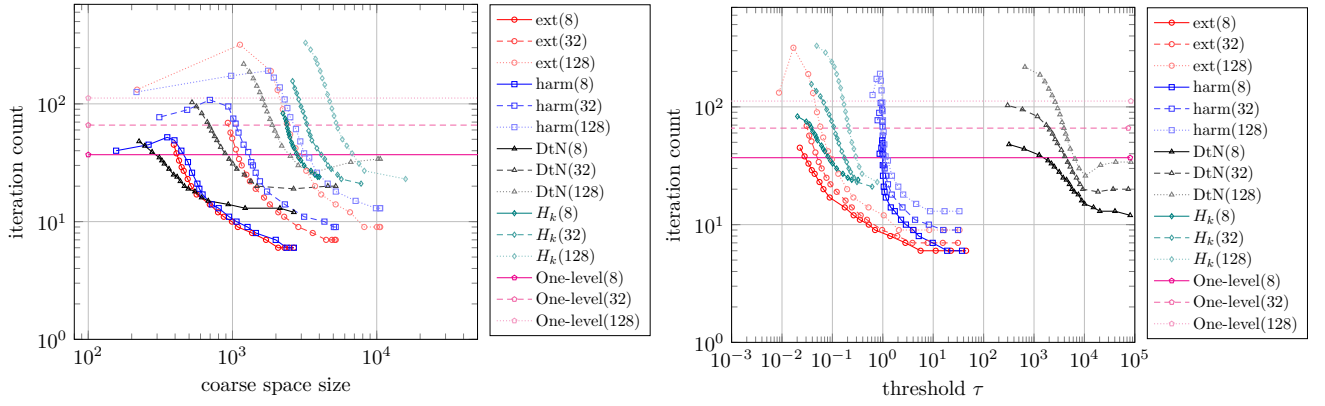 iteration count
10^0
10^1
10^2
10^2
10^3
10^4
coarse space size
ext(8)
ext(32)
ext(128)
harm(8)
harm(32)
harm(128)
DtN(8)
DtN(32)
DtN(128)
H_k(8)
H_k(32)
H_k(128)
One-level(8)
One-level(32)
One-level(128)
iteration count
10^0
10^1
10^2
10^−3
10^−2
10^−1
10^0
10^1
10^2
10^3
10^4
10^5
threshold τ
ext(8)
ext(32)
ext(128)
harm(8)
harm(32)
harm(128)
DtN(8)
DtN(32)
DtN(128)
H_k(8)
H_k(32)
H_k(128)
One-level(8)
One-level(32)
One-level(128)